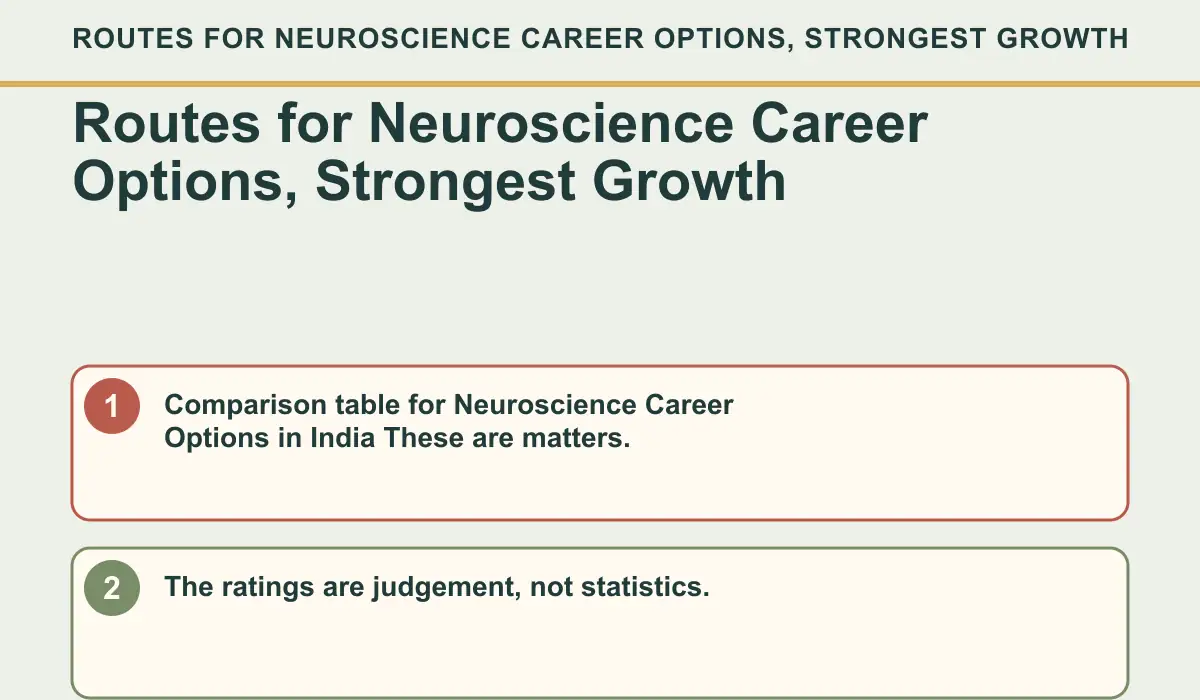 ROUTES FOR NEUROSCIENCE CAREER OPTIONS, STRONGEST GROWTH
Routes for Neuroscience Career
Options, Strongest Growth
1
Comparison table for Neuroscience Career
Options in India These are matters.
2
The ratings are judgement, not statistics.